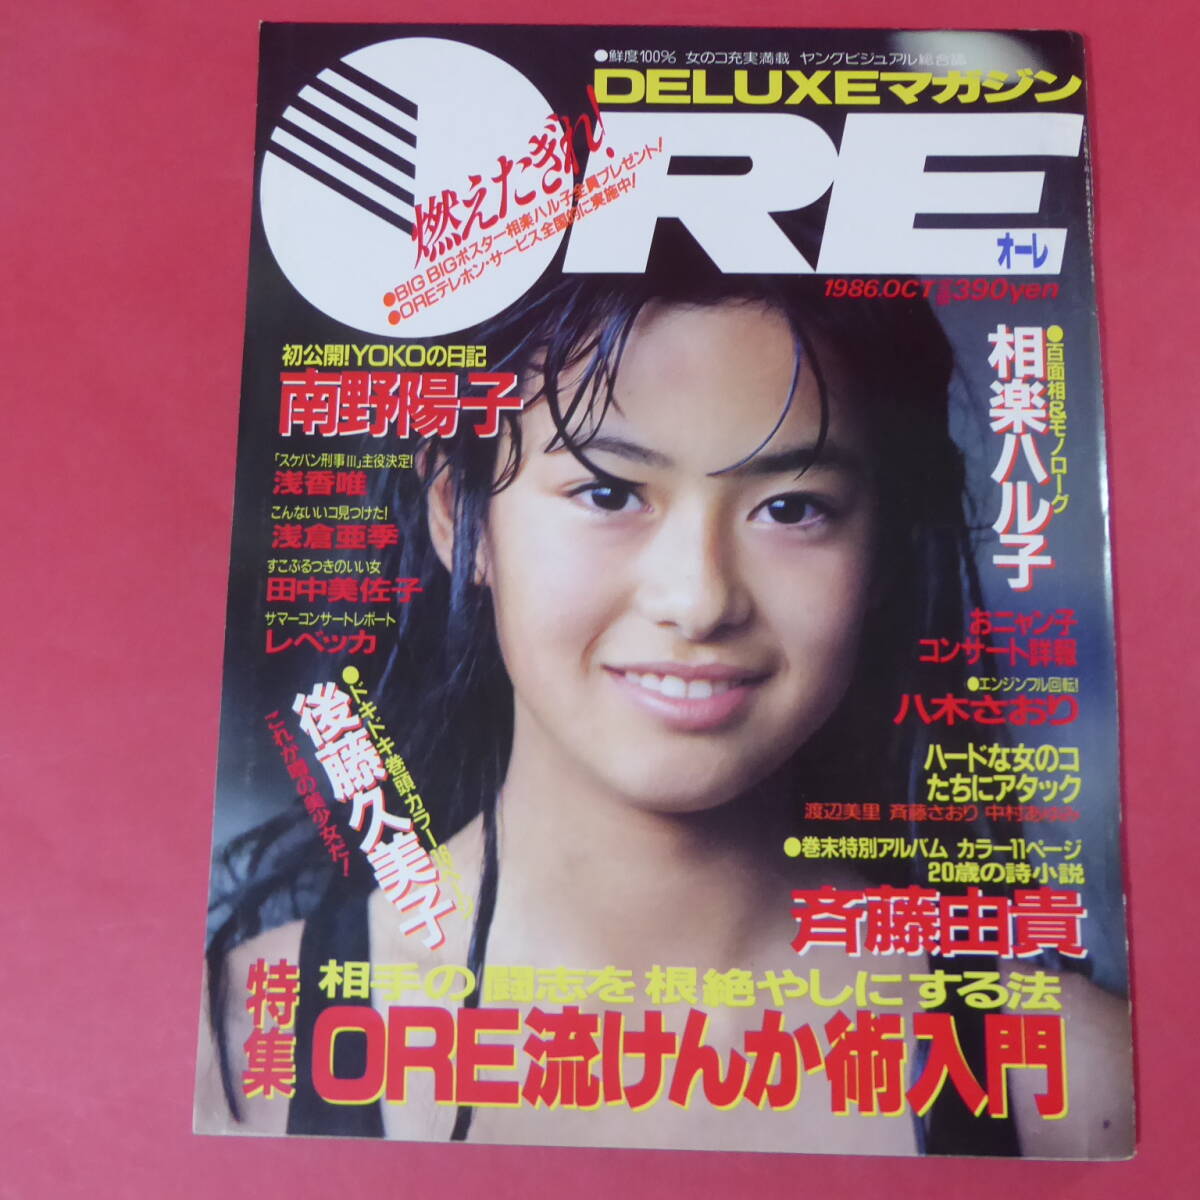 ●鮮度100% 女のコ充実満載 ヤングビジュアル総合誌
DELUXEマガジン
ORE
オーレ
1986.OCT 390yen
燃えたぎれ!
●BIG BIGポスター相楽ハル子全員プレゼント!
●OREテレホン・サービス全国的に実施中!
初公開!YOKOの日記
南野陽子
「スケバン刑事III」主役決定!
浅香唯
こんないいコ見つけた!
浅倉亜季
すこぶるつきのいい女
田中美佐子
サマーコンサートレポート
レベッカ
●ドキドキ巻頭カラー16ページ
後藤久美子
これが噂の美少女だ!
●百面相&モノローグ
相楽ハル子
おニャン子
コンサート詳報
●エンジンフル回転!
八木さおり
ハードな女のコ
たちにアタック
渡辺美里 斉藤さおり 中村あゆみ
●巻末特別アルバム カラー11ページ
20歳の詩小説
斉藤由貴
特集
相手の闘志を根絶やしにする法
ORE流けんか術入門